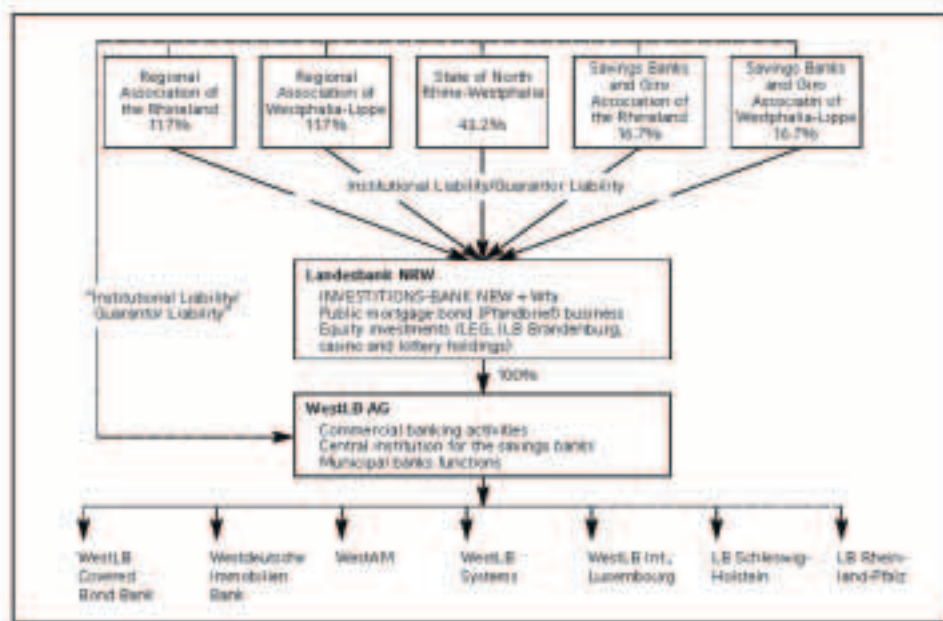 Regional
Association of
the Rhineland
11.7%
Regional
Association of
Westphalia-Lippe
11.7%
State of North
Rhine-Westphalia
43.2%
Savings Banks
and Giro
Association of
the Rhineland
16.7%
Savings Banks
and Giro
Associatin of
Westphalia-Lippe
16.7%
Institutional Liability/Guarantor Liability
"Institutional Liability/
Guarantor Liability"
Landesbank NRW
INVESTITIONS-BANK NRW + Wfa
Public mortgage bond (Pfandbrief) business
Equity investments (LEG, ILB Brandenburg,
casino and lottery holdings)
100%
WestLB AG
Commercial banking activities
Central institution for the savings banks
Municipal banks functions
WestLB
Covered
Bond Bank
Westdeutsche
Immobilien
Bank
WestAM
WestLB
Systems
WestLB Int.,
Luxembourg
LB Schleswig-
Holstein
LB Rhein-
land-Pfalz